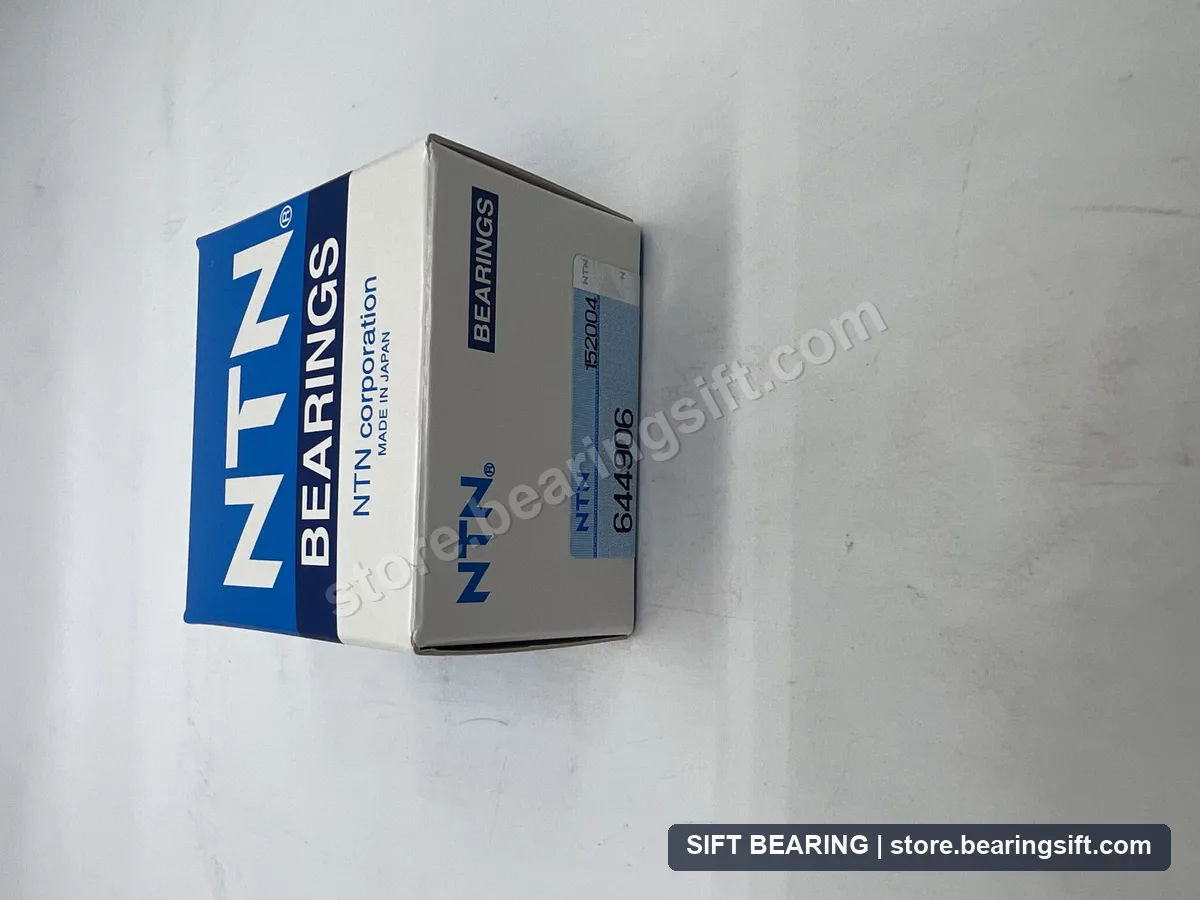 NTN®
BEARINGS
NTN corporation
MADE IN JAPAN
NTN®
BEARINGS
NTN
152004
NTN
N
644906
store.bearingsift.com
SIFT BEARING | store.bearingsift.com